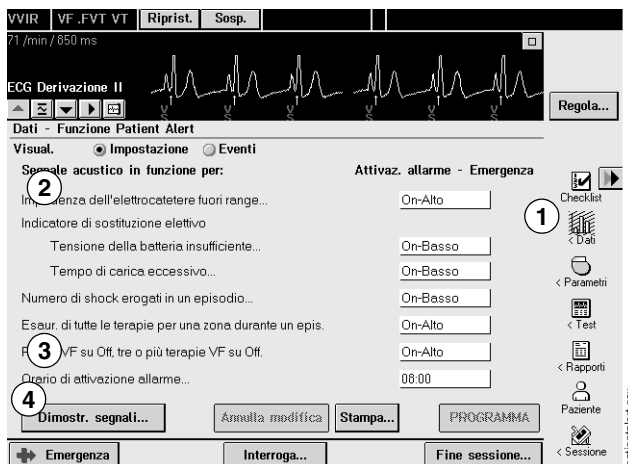 VVIR VF .FVT VT Riprist. Sosp.
71 /min / 850 ms
ECG Derivazione II
Regola...
Dati - Funzione Patient Alert
Visual. Impostazione Eventi
Segnale acustico in funzione per: Attivaz. allarme - Emergenza
2
dell'elettrocatetere fuori range... On-Alto
Indicatore di sostituzione elettivo
Tensione della batteria insufficiente... On-Basso
Tempo di carica eccessivo... On-Basso
Numero di shock erogati in un episodio... On-Basso
Esaur. di tutte le terapie per una zona durante un epis. On-Alto
3
VF su Off, tre o più terapie VF su Off. On-Alto
Orario di attivazione allarme... 08:00
4
Dimostr. segnali... Annulla modifica Stampa... PROGRAMMA
Emergenza Interroga... Fine sessione...
Checklist
1
< Dati
< Parametri
< Test
< Rapporti
Paziente
< Sessione